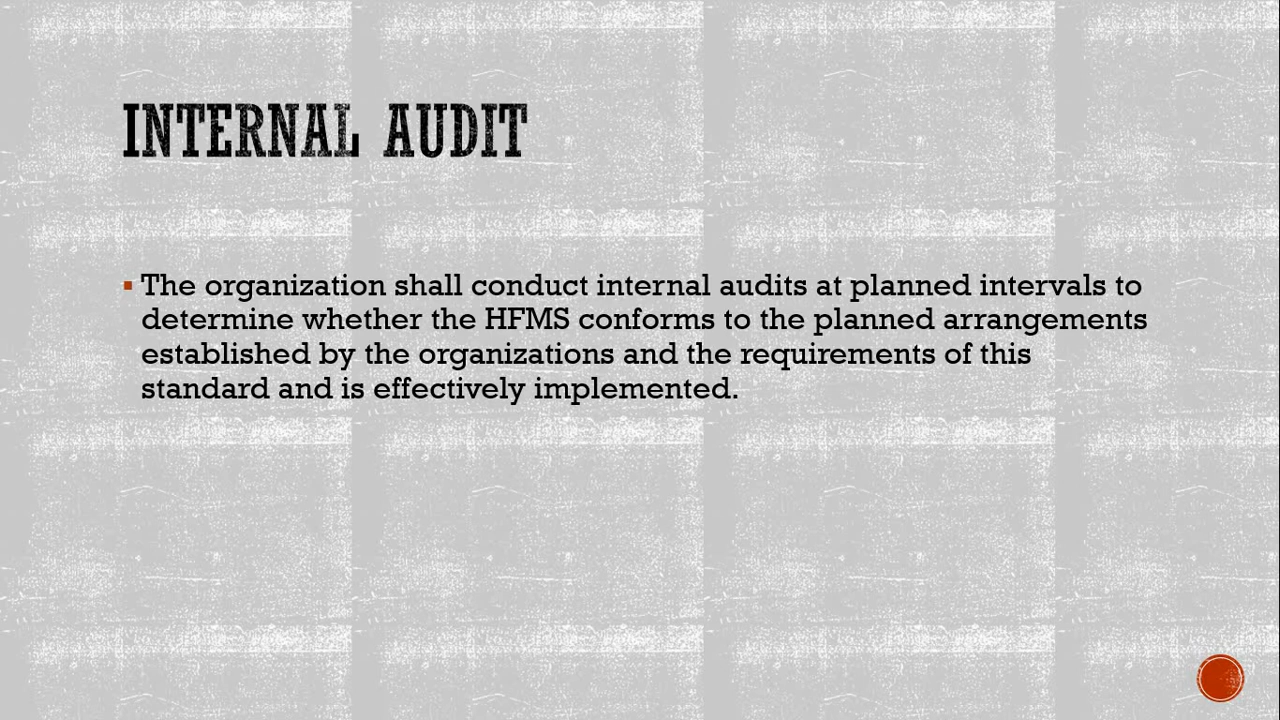 INTERNAL AUDIT
▪ The organization shall conduct internal audits at planned intervals to
determine whether the HFMS conforms to the planned arrangements
established by the organizations and the requirements of this
standard and is effectively implemented.